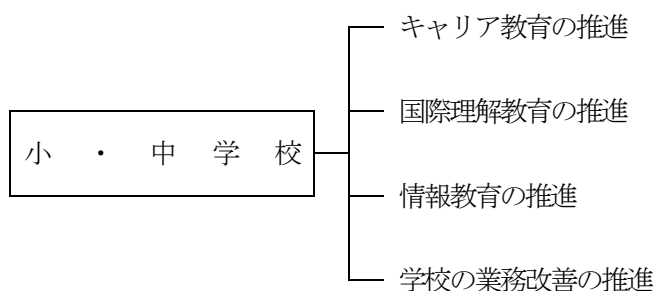 キャリア教育の推進
国際理解教育の推進
小・中学校
情報教育の推進
学校の業務改善の推進